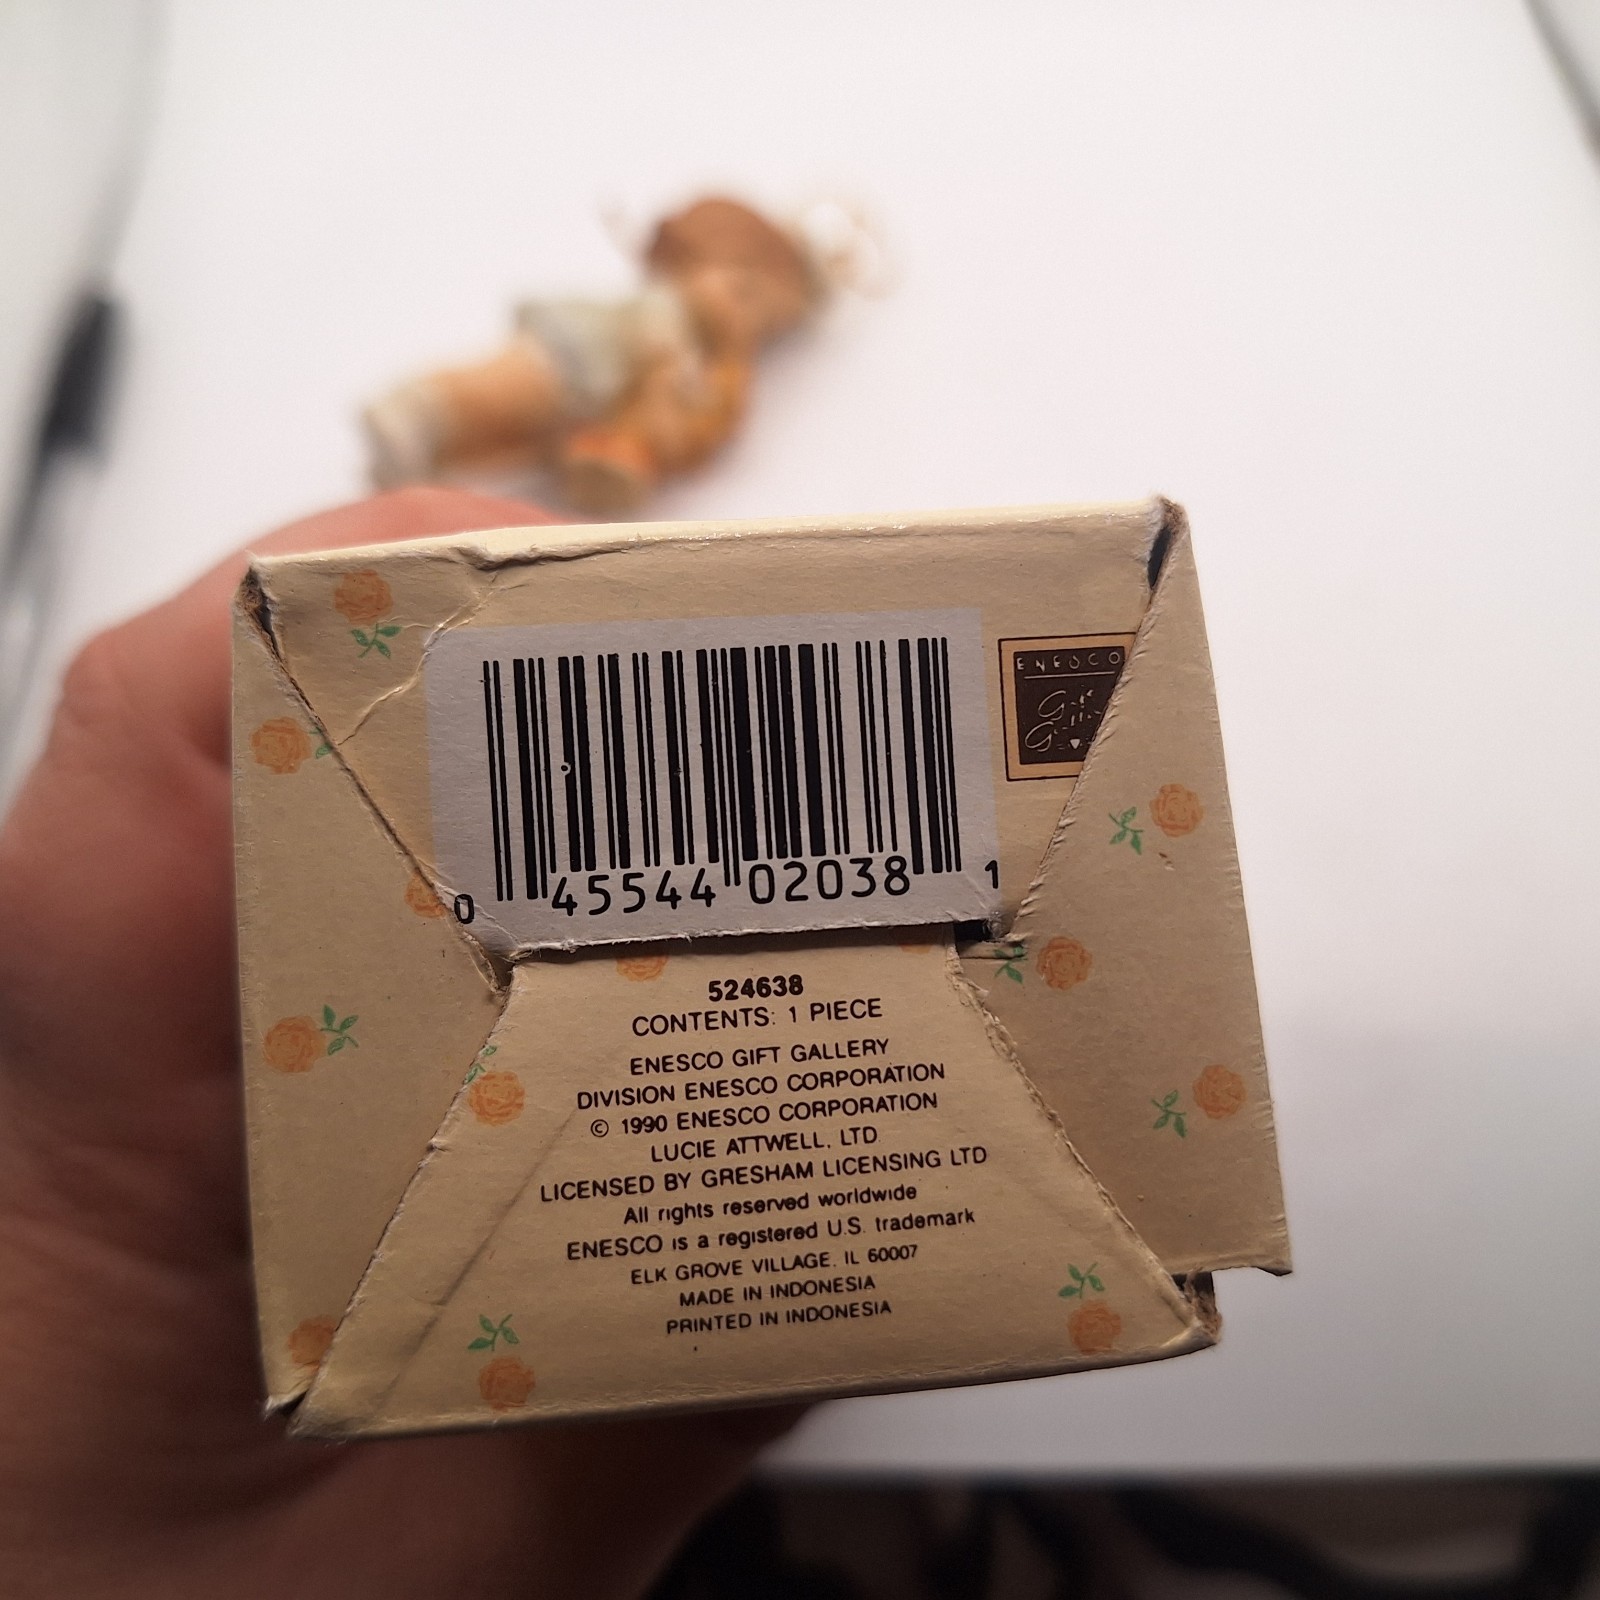 ENESCO
Gift
Gallery
0 45544 02038 1
524638
CONTENTS: 1 PIECE
ENESCO GIFT GALLERY
DIVISION ENESCO CORPORATION
© 1990 ENESCO CORPORATION
LUCIE ATTWELL, LTD
LICENSED BY GRESHAM LICENSING LTD
All rights reserved worldwide
ENESCO is a registered U.S. trademark
ELK GROVE VILLAGE, IL 60007
MADE IN INDONESIA
PRINTED IN INDONESIA